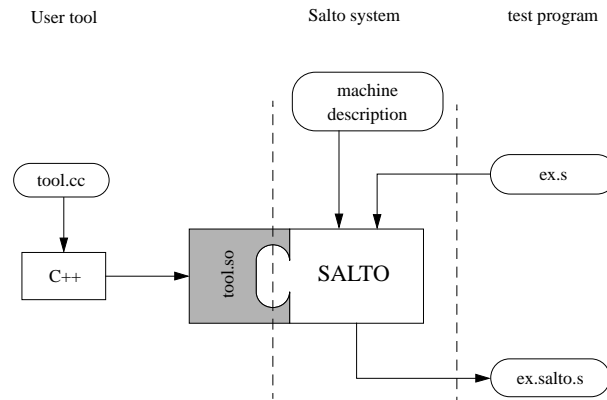 User tool
Salto system
test program
machine
description
tool.cc
ex.s
C++
tool.so
SALTO
ex.salto.s